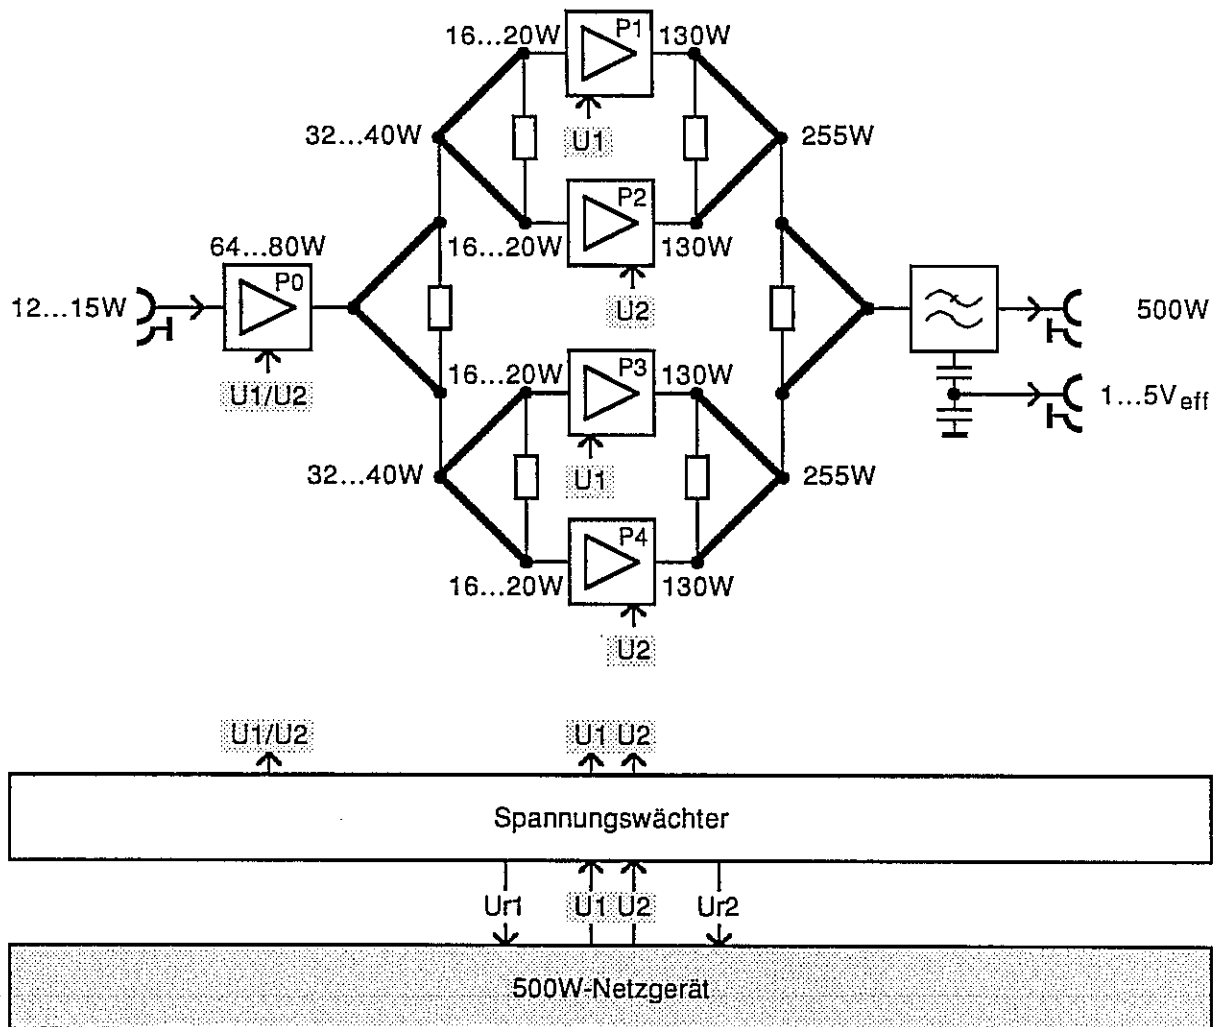 16...20W P1 130W
32...40W U1 255W
P2
64...80W 16...20W 130W
P0
12...15W U2 500W
16...20W P3 130W
U1/U2 1...5Veff
32...40W U1 255W
P4
16...20W 130W
U2
U1/U2 U1 U2
Spannungswächter
Ur1 U1 U2 Ur2
500W-Netzgerät